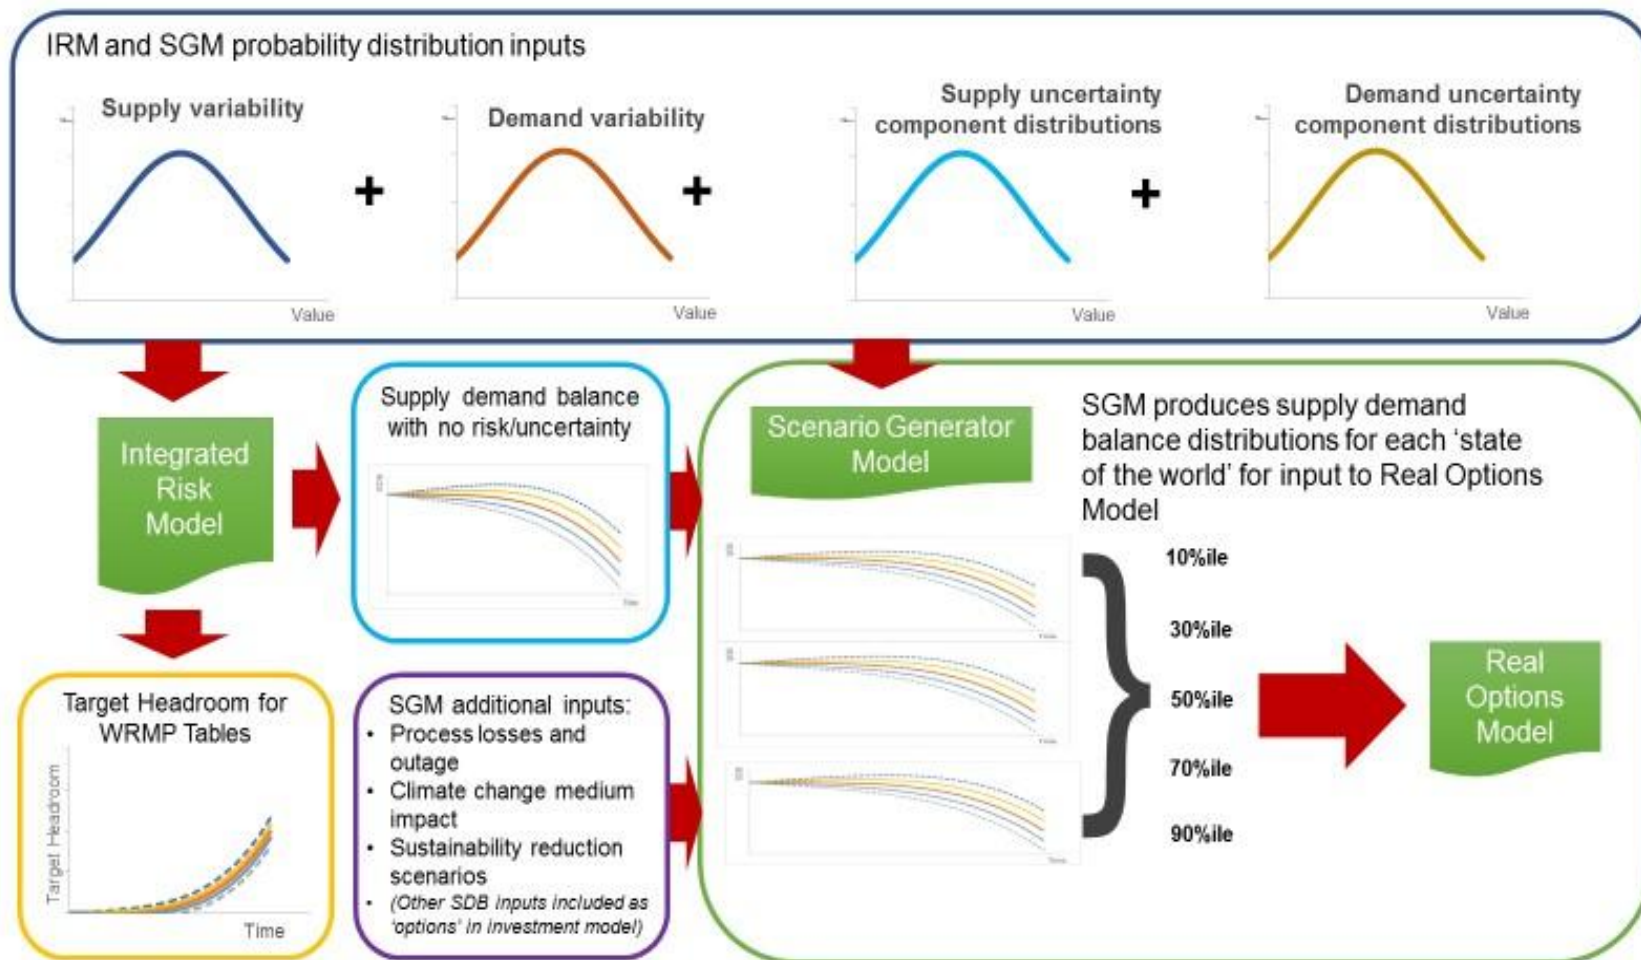 IRM and SGM probability distribution inputs
Supply variability
Value
Demand variability
Value
Supply uncertainty
component distributions
Value
Demand uncertainty
component distributions
Value
Integrated
Risk
Model
Supply demand balance
with no risk/uncertainty
Time
Scenario Generator
Model
SGM produces supply demand
balance distributions for each ‘state
of the world’ for input to Real Options
Model
Time
Time
Time
10%ile
30%ile
50%ile
70%ile
90%ile
Real
Options
Model
Target Headroom for
WRMP Tables
Target Headroom
Time
SGM additional inputs:
• Process losses and
outage
• Climate change medium
impact
• Sustainability reduction
scenarios
• (Other SDB inputs included as
‘options’ in investment model)